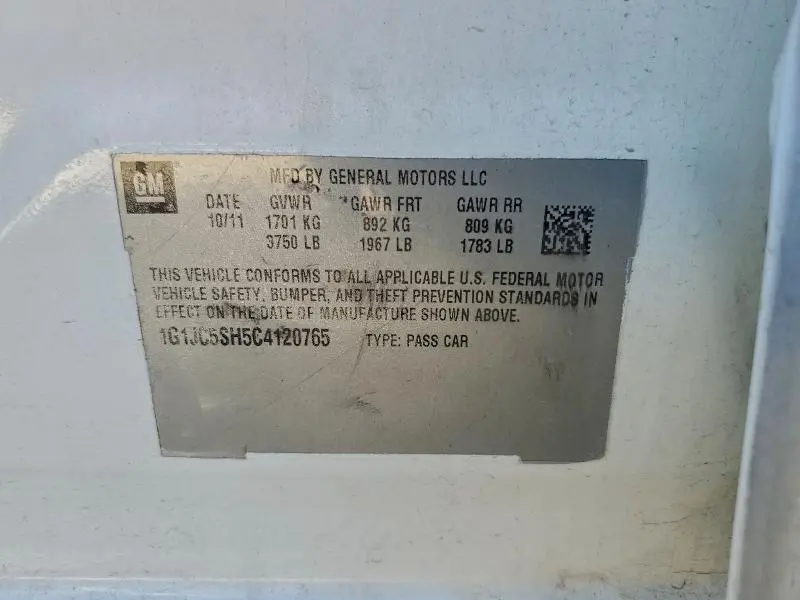 GM
MFD BY GENERAL MOTORS LLC
DATE GVWR GAWR FRT GAWR RR
10/11 1701 KG 892 KG 809 KG
3750 LB 1967 LB 1783 LB
THIS VEHICLE CONFORMS TO ALL APPLICABLE U.S. FEDERAL MOTOR
VEHICLE SAFETY, BUMPER, AND THEFT PREVENTION STANDARDS IN
EFFECT ON THE DATE OF MANUFACTURE SHOWN ABOVE.
1G1JC5SH5C4120765 TYPE: PASS CAR